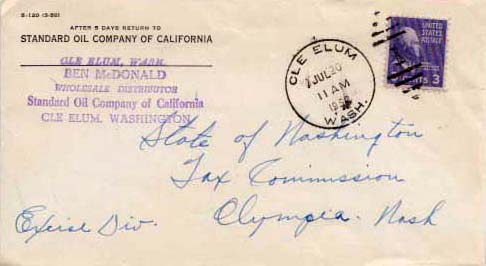 S-120 (3-50)
AFTER 5 DAYS RETURN TO
STANDARD OIL COMPANY OF CALIFORNIA
CLE ELUM, WASH.
BEN McDONALD
WHOLESALE DISTRIBUTOR
Standard Oil Company of California
CLE ELUM, WASHINGTON
CLE ELUM
JUL 20
11 AM
WASH.
UNITED STATES
POSTAGE
CENTS 3
State of Washington
Tax Commission
Excise Div. Olympia. Wash